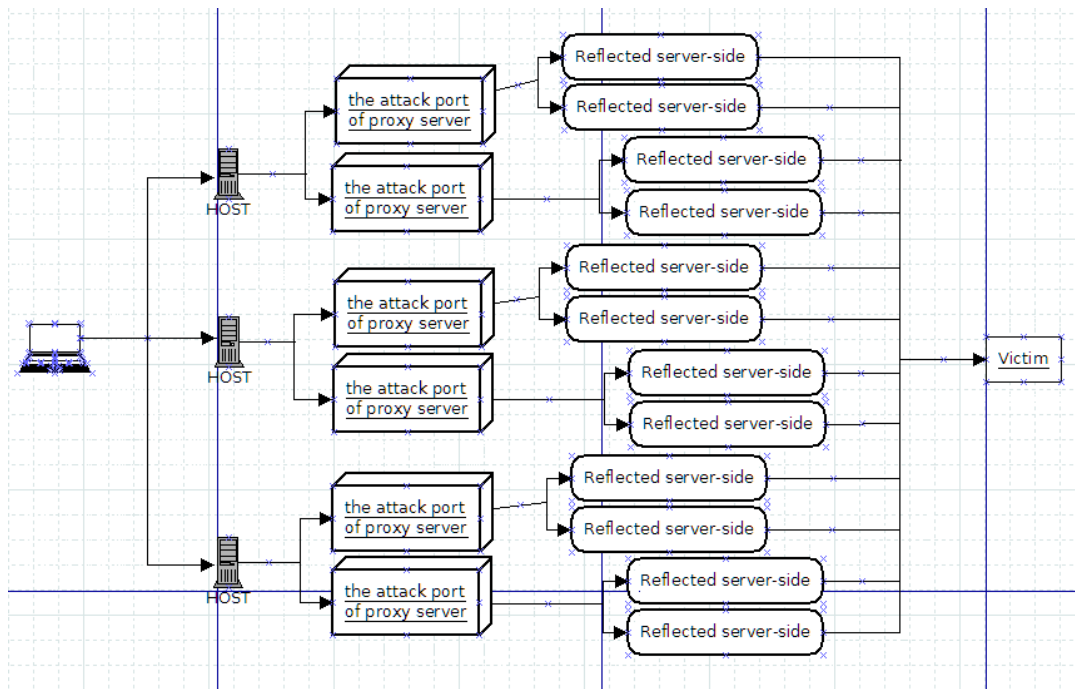 Reflected server-side
the attack port
of proxy server
Reflected server-side
Reflected server-side
the attack port
of proxy server
HOST
Reflected server-side
Reflected server-side
the attack port
of proxy server
Reflected server-side
HOST
Victim
Reflected server-side
the attack port
of proxy server
Reflected server-side
Reflected server-side
the attack port
of proxy server
Reflected server-side
Reflected server-side
HOST
the attack port
of proxy server
Reflected server-side